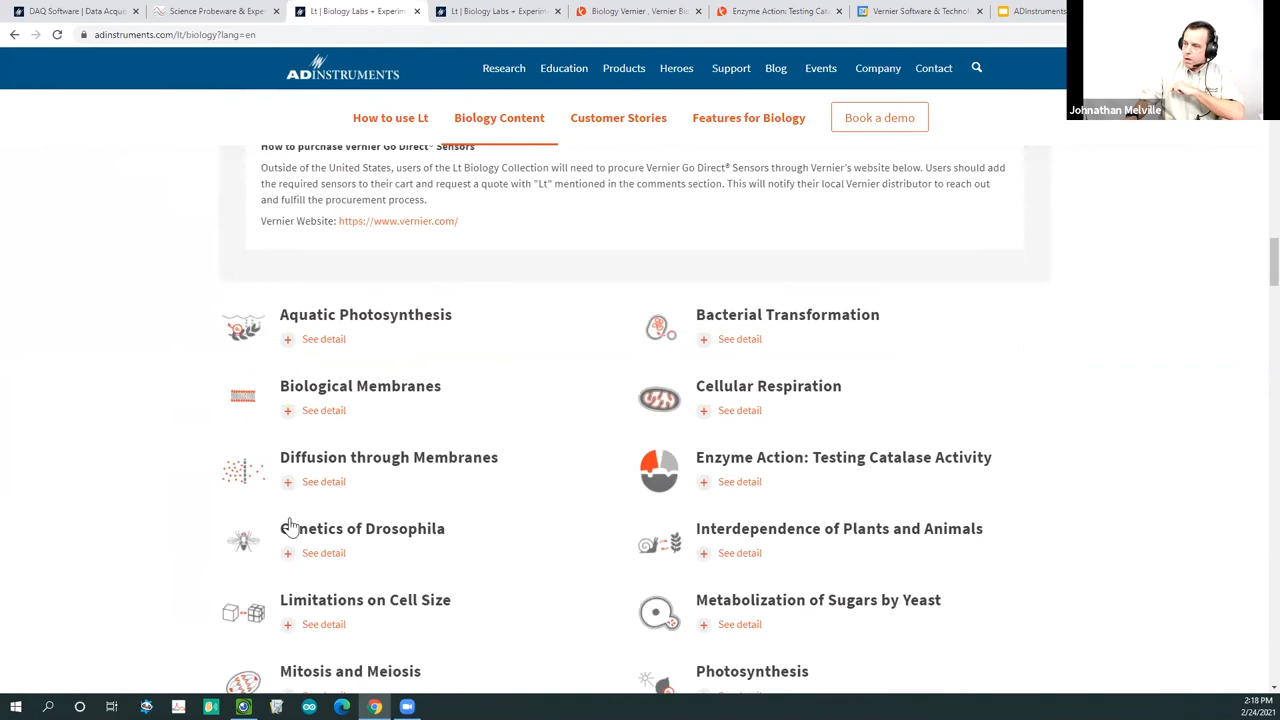 DAQ Software (Data Acqui
Science Probeware & Exper
Lt | Biology Labs + Experim
Lt | Biology Labs + Experim
Biology Vernier , Vernier Bio
Enzyme Action: Testing Cat
Vernier Software & Technol
ADInstruments
adinstruments.com/lt/biology?lang=en
Johnathan Melville
ADINSTRUMENTS
Research Education Products Heroes Support Blog Events Company Contact
How to use Lt Biology Content Customer Stories Features for Biology Book a demo
How to purchase Vernier Go Direct® Sensors
Outside of the United States, users of the Lt Biology Collection will need to procure Vernier Go Direct® Sensors through Vernier's website below. Users should add
the required sensors to their cart and request a quote with "Lt" mentioned in the comments section. This will notify their local Vernier distributor to reach out
and fulfill the procurement process.
Vernier Website: https://www.vernier.com/
Aquatic Photosynthesis
See detail
Bacterial Transformation
See detail
Biological Membranes
See detail
Cellular Respiration
See detail
Diffusion through Membranes
See detail
Enzyme Action: Testing Catalase Activity
See detail
Genetics of Drosophila
See detail
Interdependence of Plants and Animals
See detail
Limitations on Cell Size
See detail
Metabolization of Sugars by Yeast
See detail
Mitosis and Meiosis
Photosynthesis
2:18 PM
2/24/2021